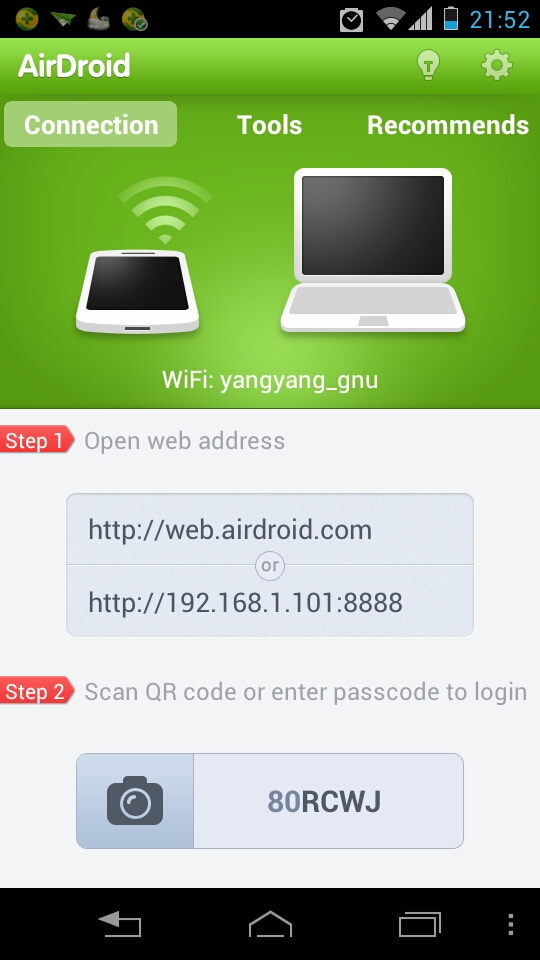 21:52
AirDroid
Connection Tools Recommends
WiFi: yangyang_gnu
Step 1 Open web address
http://web.airdroid.com
or
http://192.168.1.101:8888
Step 2 Scan QR code or enter passcode to login
80RCWJ